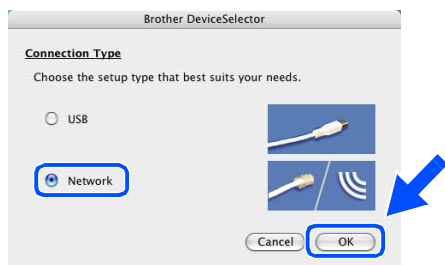 Brother DeviceSelector
Connection Type
Choose the setup type that best suits your needs.
USB
Network
Cancel
OK